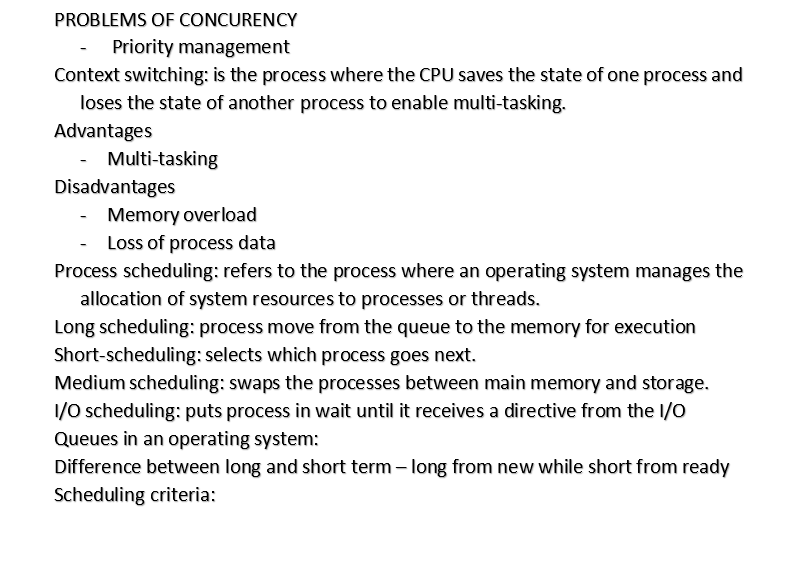 PROBLEMS OF CONCURENCY
- Priority management
Context switching: is the process where the CPU saves the state of one process and
loses the state of another process to enable multi-tasking.
Advantages
- Multi-tasking
Disadvantages
- Memory overload
- Loss of process data
Process scheduling: refers to the process where an operating system manages the
allocation of system resources to processes or threads.
Long scheduling: process move from the queue to the memory for execution
Short-scheduling: selects which process goes next.
Medium scheduling: swaps the processes between main memory and storage.
I/O scheduling: puts process in wait until it receives a directive from the I/O
Queues in an operating system:
Difference between long and short term – long from new while short from ready
Scheduling criteria: